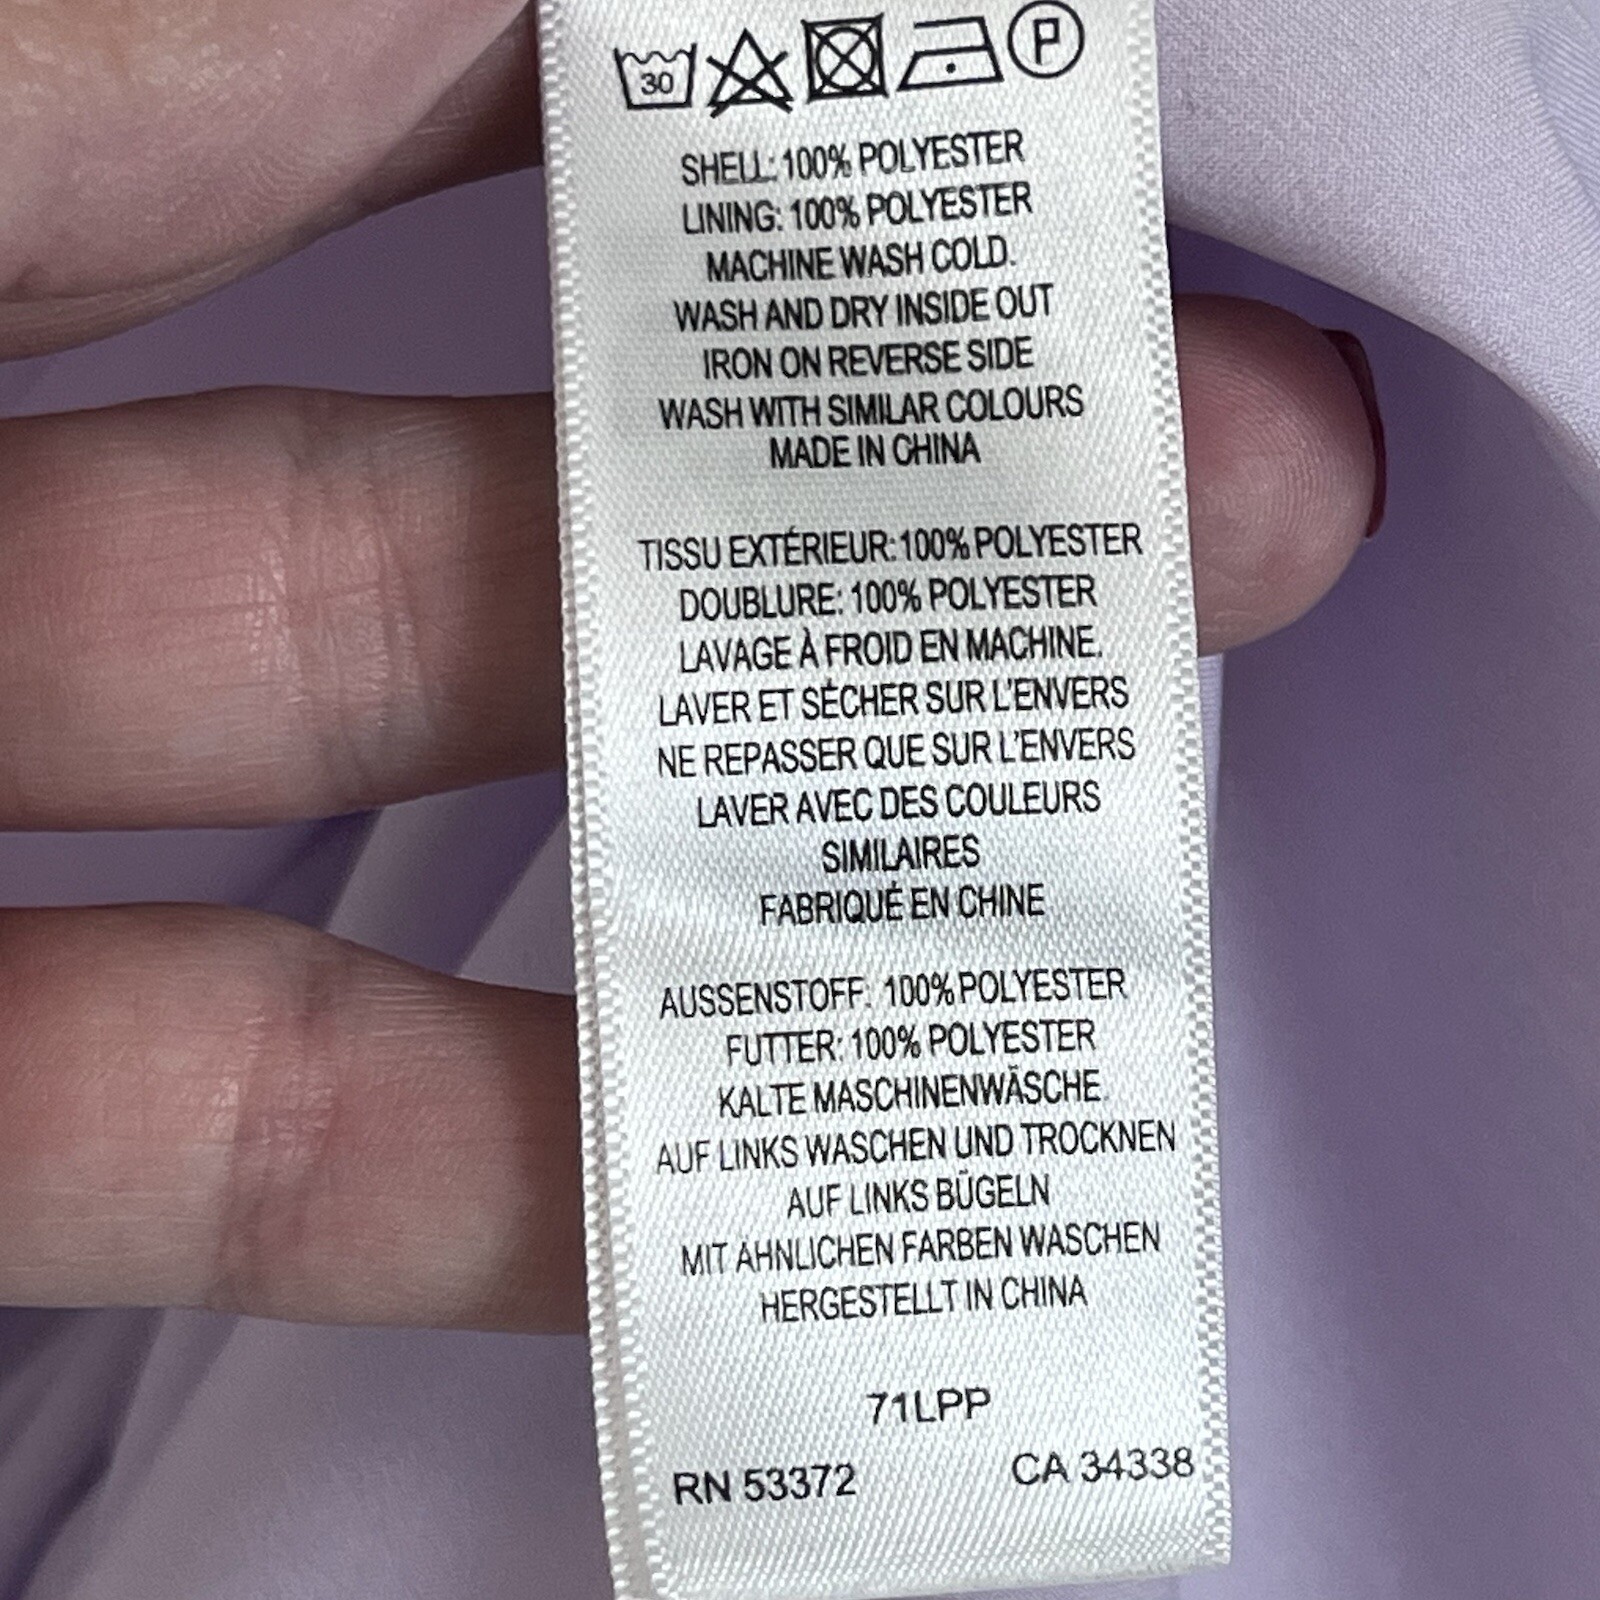 30 P
SHELL: 100% POLYESTER
LINING: 100% POLYESTER
MACHINE WASH COLD.
WASH AND DRY INSIDE OUT
IRON ON REVERSE SIDE
WASH WITH SIMILAR COLOURS
MADE IN CHINA
TISSU EXTÉRIEUR: 100% POLYESTER
DOUBLURE: 100% POLYESTER
LAVAGE À FROID EN MACHINE.
LAVER ET SÉCHER SUR L'ENVERS
NE REPASSER QUE SUR L'ENVERS
LAVER AVEC DES COULEURS
SIMILAIRES
FABRIQUÉ EN CHINE
AUSSENSTOFF: 100% POLYESTER
FUTTER: 100% POLYESTER
KALTE MASCHINENWÄSCHE.
AUF LINKS WASCHEN UND TROCKNEN
AUF LINKS BÜGELN
MIT AHNLICHEN FARBEN WASCHEN
HERGESTELLT IN CHINA
71LPP
RN 53372 CA 34338